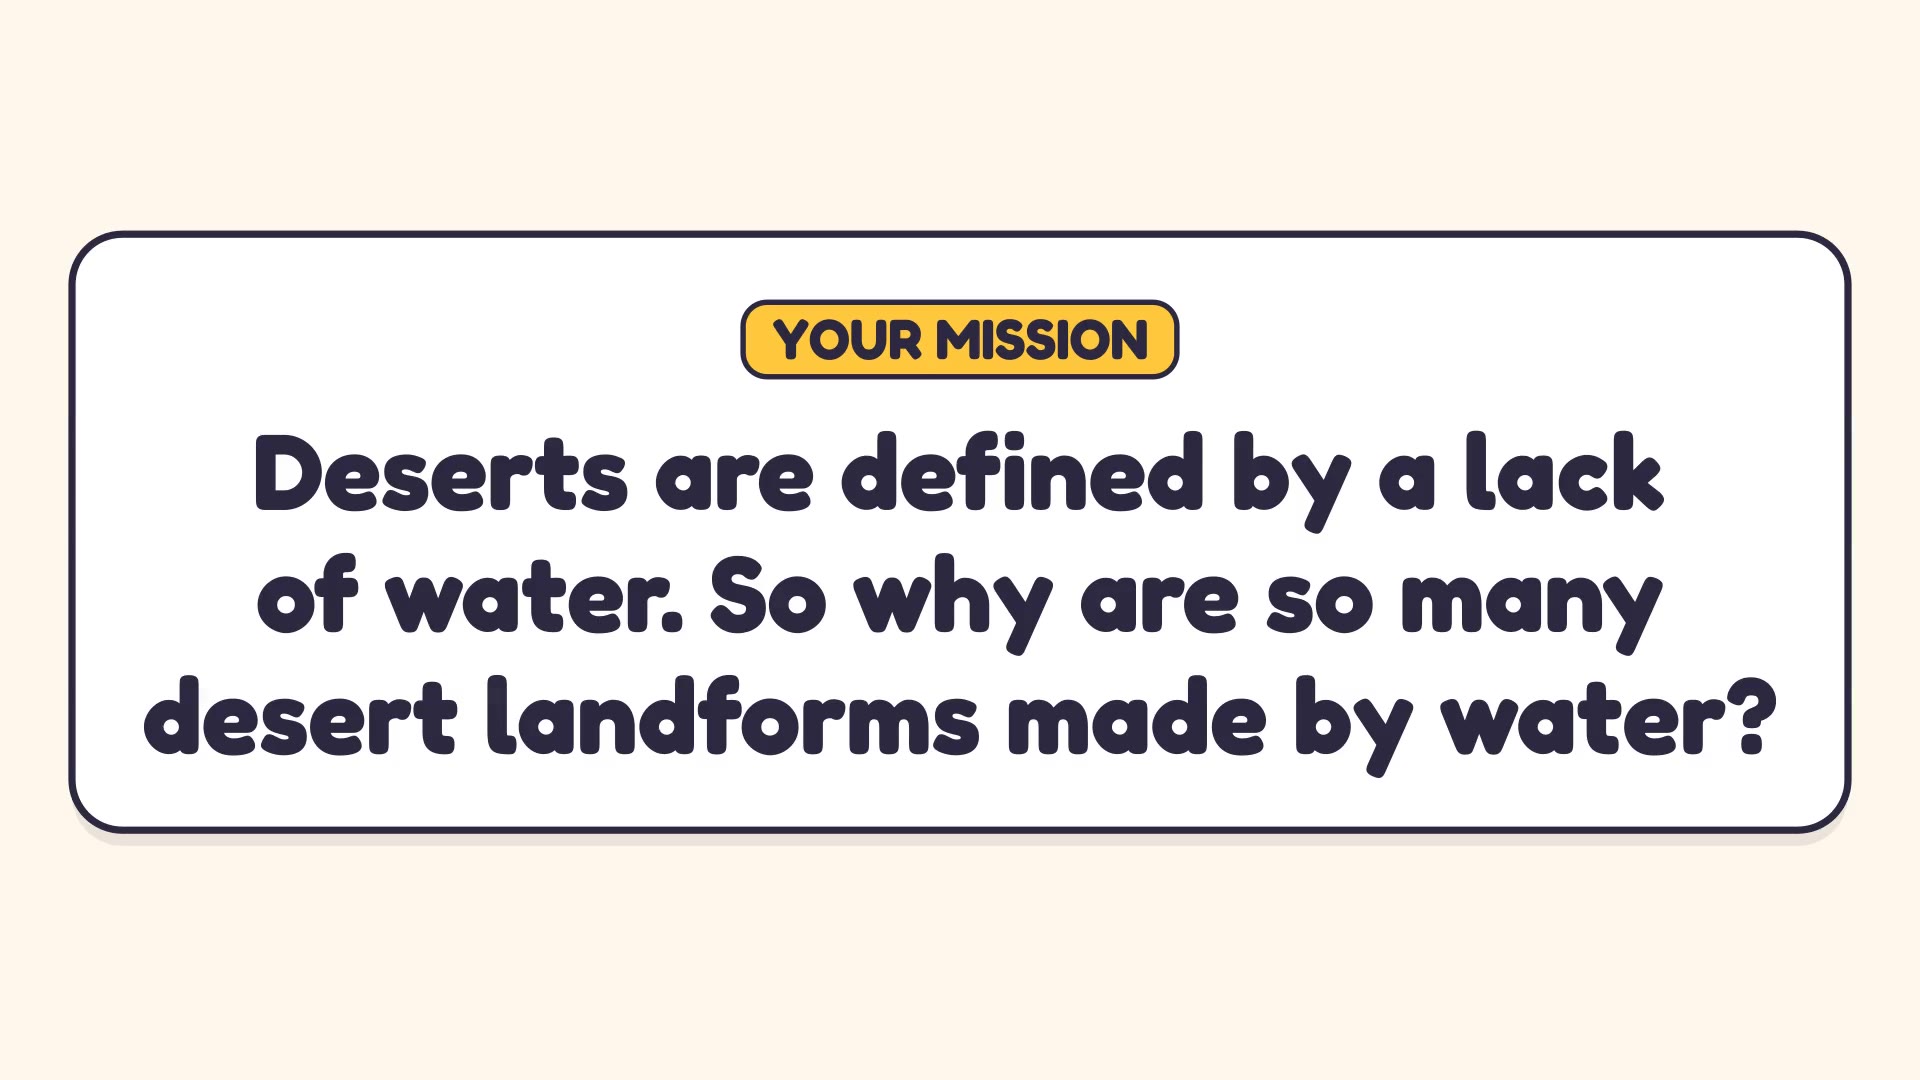 YOUR MISSION
Deserts are defined by a lack
of water. So why are so many
desert landforms made by water?